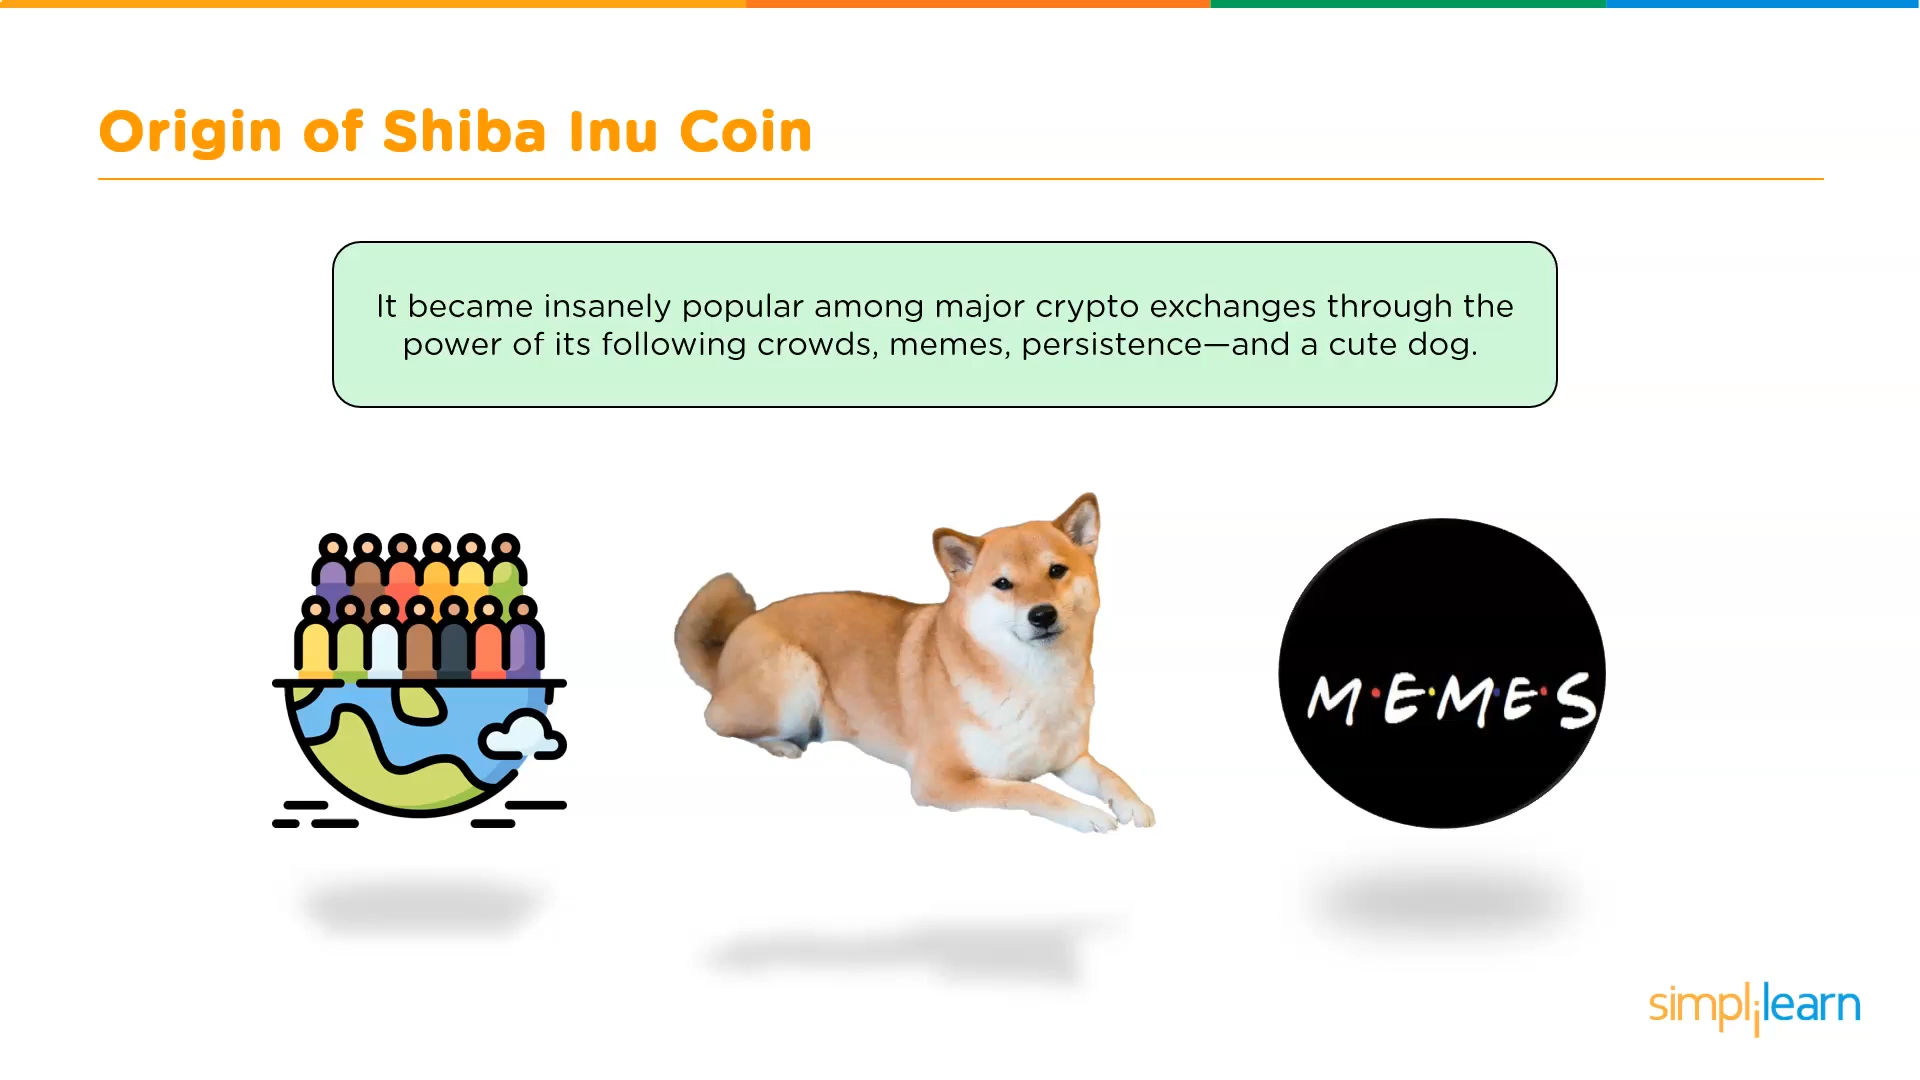 Origin of Shiba Inu Coin
It became insanely popular among major crypto exchanges through the
power of its following crowds, memes, persistence—and a cute dog.
M•E•M•E•S
simplilearn